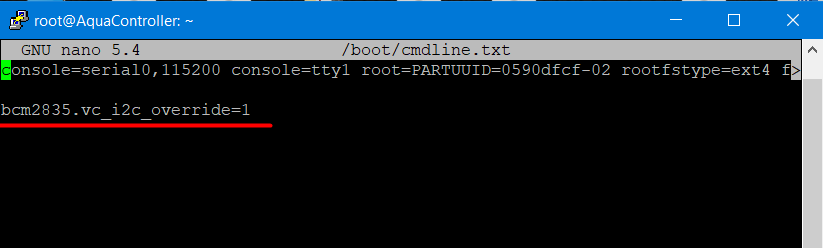 root@AquaController: ~
GNU nano 5.4 /boot/cmdline.txt
console=serial0,115200 console=tty1 root=PARTUUID=0590dfcf-02 rootfstype=ext4 f>
bcm2835.vc_i2c_override=1